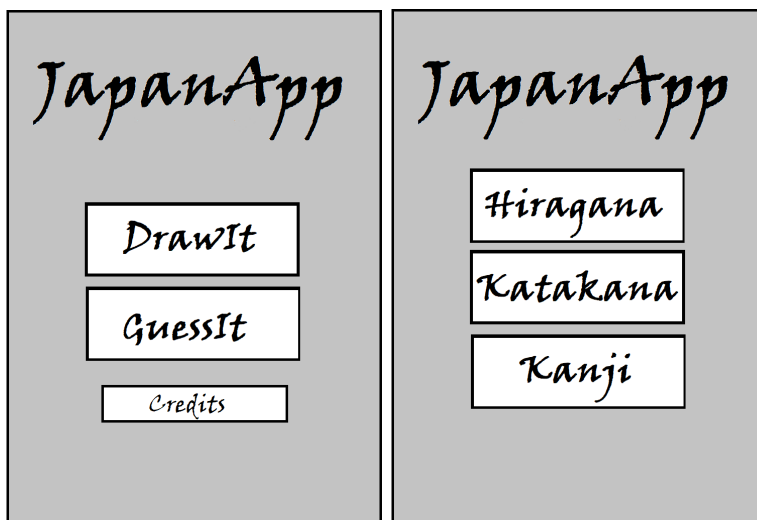 JapanApp
DrawIt
GuessIt
Credits
JapanApp
Hiragana
Katakana
Kanji